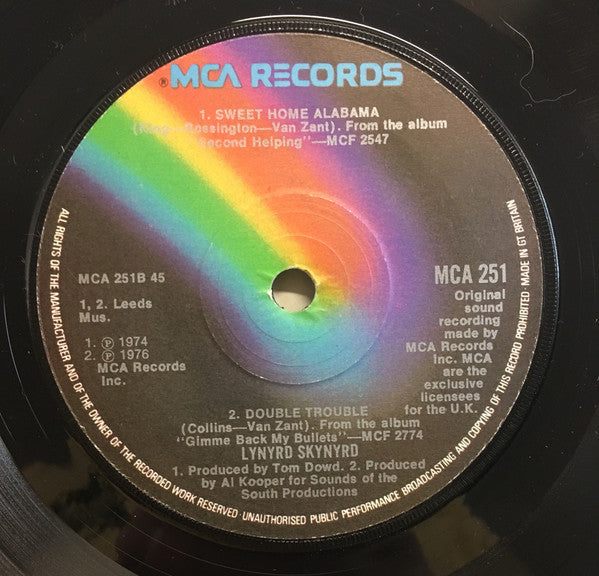 ® MCA RECORDS
1. SWEET HOME ALABAMA
(King—Rossington—Van Zant). From the album
"Second Helping"—MCF 2547
MCA 251B 45
1, 2. Leeds
Mus.
1. ℗ 1974
2. ℗ 1976
MCA Records
Inc.
MCA 251
Original
sound
recording
made by
MCA Records
Inc. MCA
are the
exclusive
licensees
for the U.K.
2. DOUBLE TROUBLE
(Collins—Van Zant). From the album
"Gimme Back My Bullets"—MCF 2774
LYNYRD SKYNYRD
1. Produced by Tom Dowd. 2. Produced
by Al Kooper for Sounds of the
South Productions
ALL RIGHTS OF THE MANUFACTURER AND OF THE OWNER OF THE RECORDED WORK RESERVED · UNAUTHORISED PUBLIC PERFORMANCE BROADCASTING AND COPYING OF THIS RECORD PROHIBITED · MADE IN GT BRITAIN